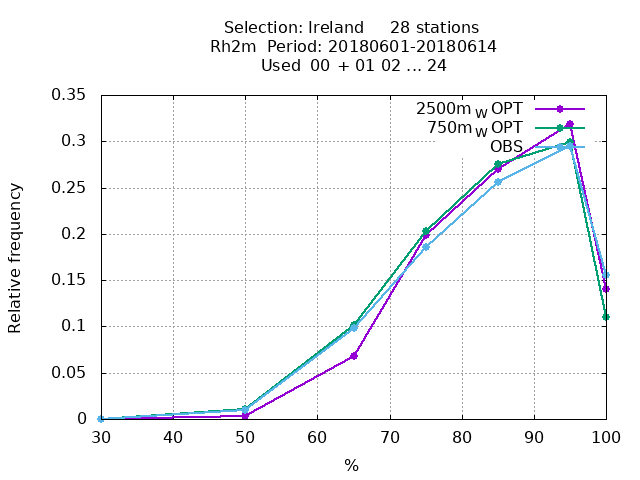 Selection: Ireland 28 stations
Rh2m Period: 20180601-20180614
Used 00 + 01 02 ... 24
0.35
0.3
0.25
0.2
0.15
0.1
0.05
0
Relative frequency
2500m W OPT
750m W OPT
OBS
30 40 50 60 70 80 90 100
%